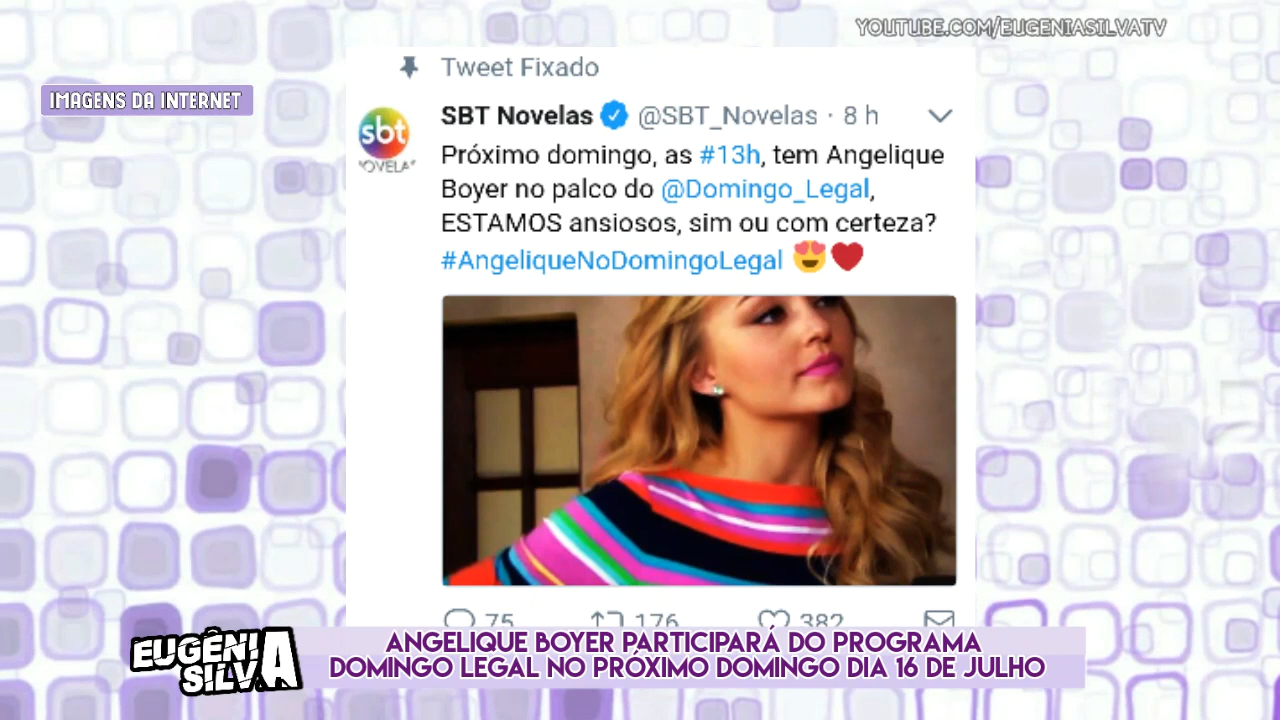 YOUTUBE.COM/EUGENIASILVATV
IMAGENS DA INTERNET
Tweet Fixado
SBT Novelas @SBT_Novelas · 8 h
sbt
Próximo domingo, as #13h, tem Angelique
Boyer no palco do @Domingo_Legal,
ESTAMOS ansiosos, sim ou com certeza?
#AngeliqueNoDomingoLegal 😍❤️
75 176 382
EUGÊNIA
SILVA
ANGELIQUE BOYER PARTICIPARÁ DO PROGRAMA
DOMINGO LEGAL NO PRÓXIMO DOMINGO DIA 16 DE JULHO